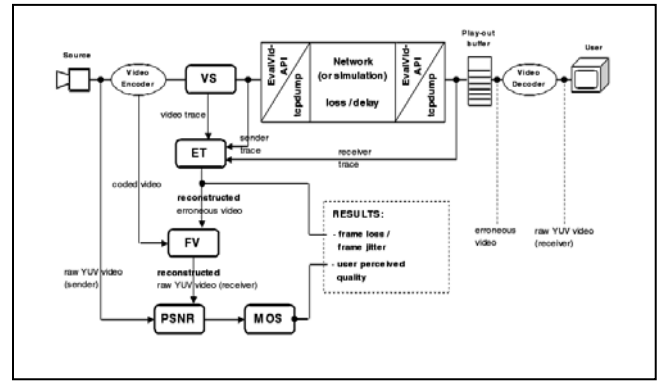 Source
Video
Encoder
VS
EvalVid-
API
tcpdump
Network
(or simulation)
loss / delay
EvalVid-
API
tcpdump
Play-out
buffer
Video
Decoder
User
video trace
sender
trace
receiver
trace
ET
coded video
reconstructed
erroneous video
FV
RESULTS:
- frame loss /
frame jitter
- user perceived
quality
erroneous
video
raw YUV video
(receiver)
raw YUV video
(sender)
reconstructed
raw YUV video (receiver)
PSNR
MOS